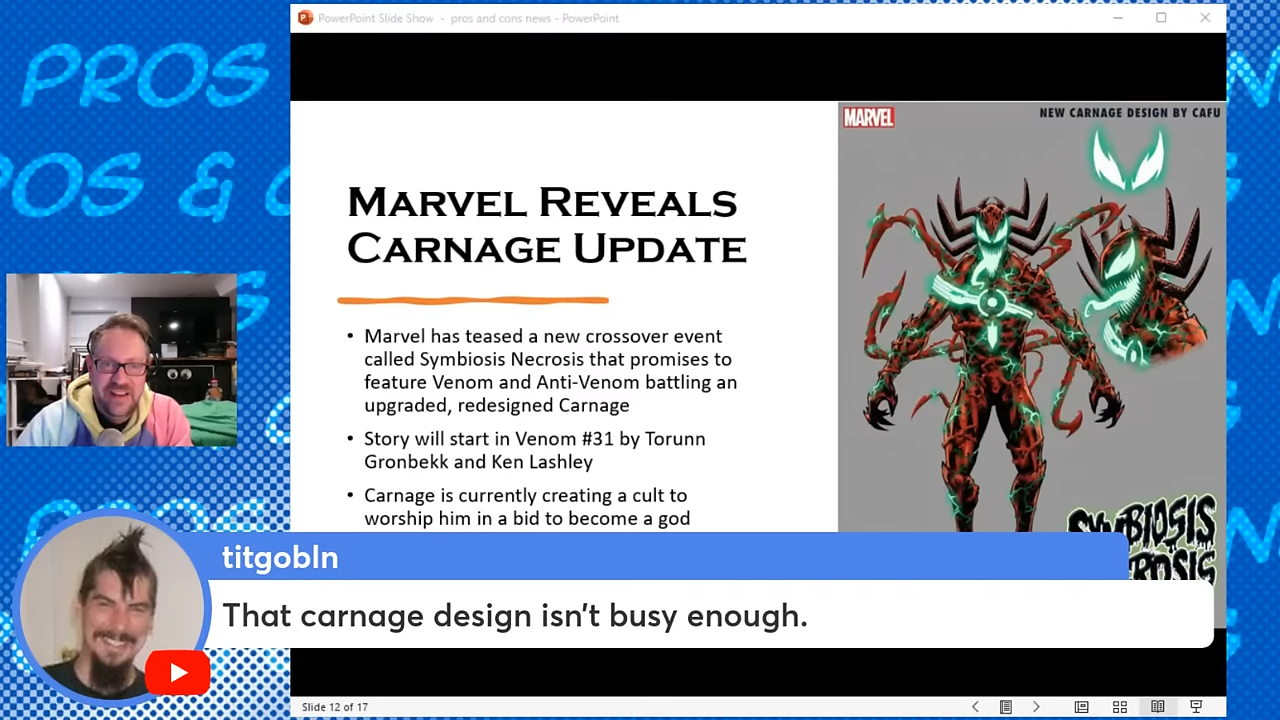 PowerPoint Slide Show - pros and cons news - PowerPoint
PROS
OS & C
MARVEL
NEW CARNAGE DESIGN BY CAFU
MARVEL REVEALS
CARNAGE UPDATE
• Marvel has teased a new crossover event
called Symbiosis Necrosis that promises to
feature Venom and Anti-Venom battling an
upgraded, redesigned Carnage
• Story will start in Venom #31 by Torunn
Gronbekk and Ken Lashley
• Carnage is currently creating a cult to
worship him in a bid to become a god
SYMBIOSIS
titgobln
That carnage design isn't busy enough.
Slide 12 of 17